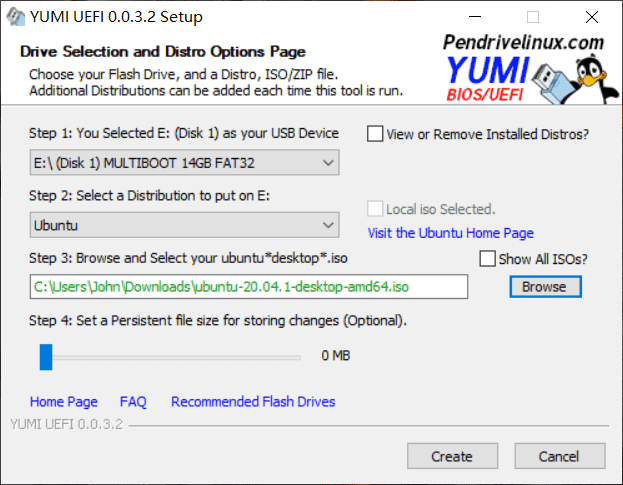 YUMI UEFI 0.0.3.2 Setup
Drive Selection and Distro Options Page
Choose your Flash Drive, and a Distro, ISO/ZIP file.
Additional Distributions can be added each time this tool is run.
Pendrivelinux.com
YUMI
BIOS/UEFI
Step 1: You Selected E: (Disk 1) as your USB Device
View or Remove Installed Distros?
E:\ (Disk 1) MULTIBOOT 14GB FAT32
Step 2: Select a Distribution to put on E:
Local iso Selected.
Ubuntu
Visit the Ubuntu Home Page
Step 3: Browse and Select your ubuntu*desktop*.iso
Show All ISOs?
C:\Users\John\Downloads\ubuntu-20.04.1-desktop-amd64.iso
Browse
Step 4: Set a Persistent file size for storing changes (Optional).
0 MB
Home Page FAQ Recommended Flash Drives
YUMI UEFI 0.0.3.2
Create Cancel